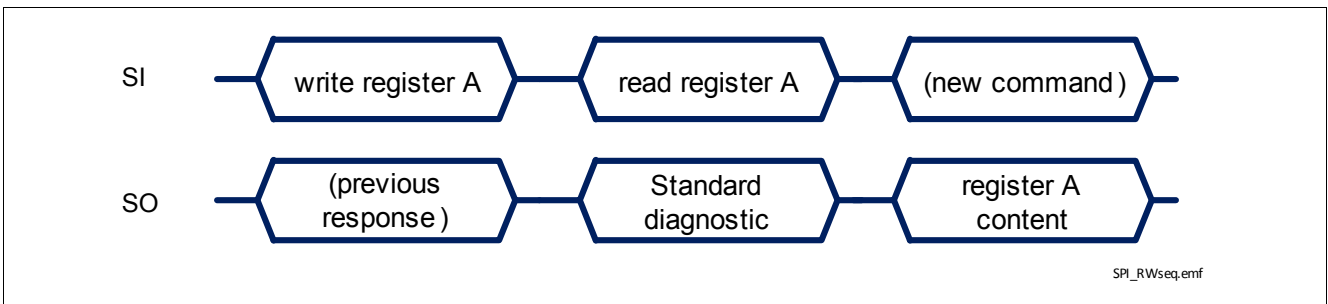 SI
write register A
read register A
(new command)
SO
(previous
response)
Standard
diagnostic
register A
content
SPI_RWseq.emf